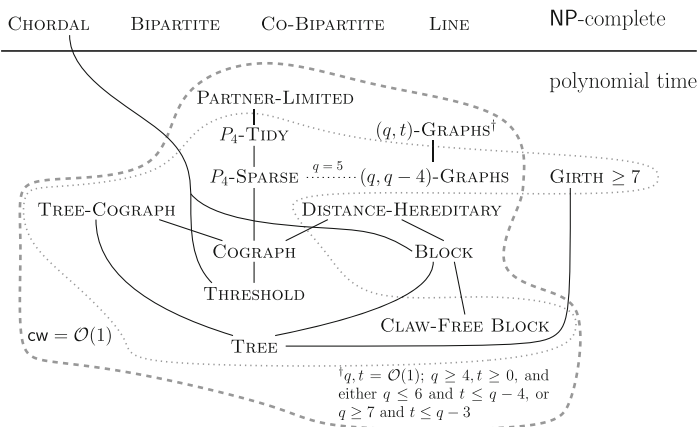 CHORDAL BIPARTITE CO-BIPARTITE LINE NP-complete
polynomial time
PARTNER-LIMITED
P₄-TIDY (q, t)-GRAPHS†
P₄-SPARSE q = 5 (q, q − 4)-GRAPHS GIRTH ≥ 7
TREE-COGRAPH DISTANCE-HEREDITARY
COGRAPH BLOCK
THRESHOLD
cw = 𝒪(1) CLAW-FREE BLOCK
TREE
†q, t = 𝒪(1); q ≥ 4, t ≥ 0, and
either q ≤ 6 and t ≤ q − 4, or
q ≥ 7 and t ≤ q − 3